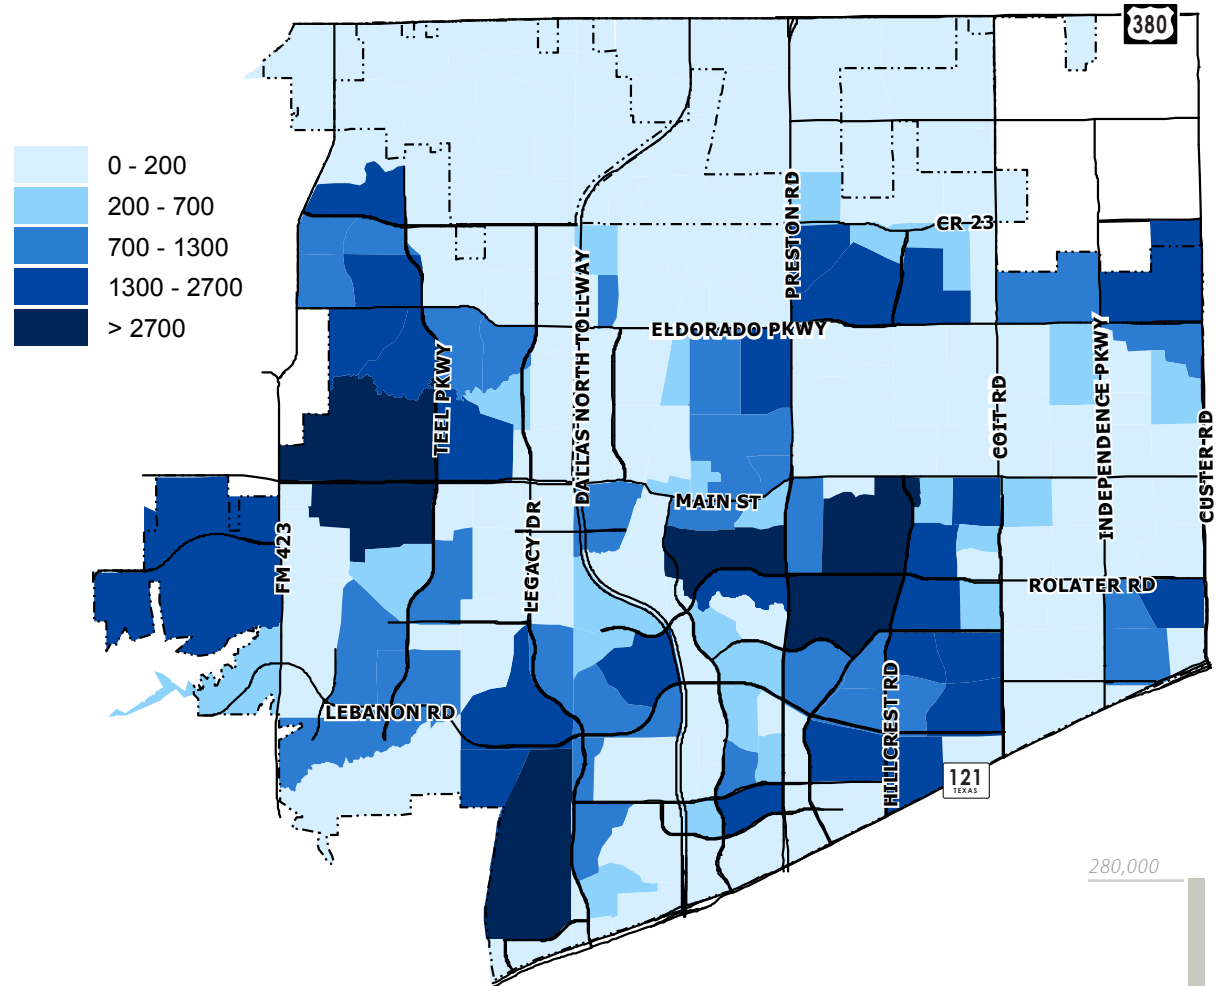 380
0 - 200
200 - 700
700 - 1300
1300 - 2700
> 2700
PRESTON RD
CR 23
DALLAS NORTH TOLLWAY
ELDORADO PKWY
TEEL PKWY
COIT RD
INDEPENDENCE PKWY
CUSTER RD
MAIN ST
FM 423
LEGACY DR
ROLATER RD
LEBANON RD
HILLCREST RD
121
TEXAS
280,000